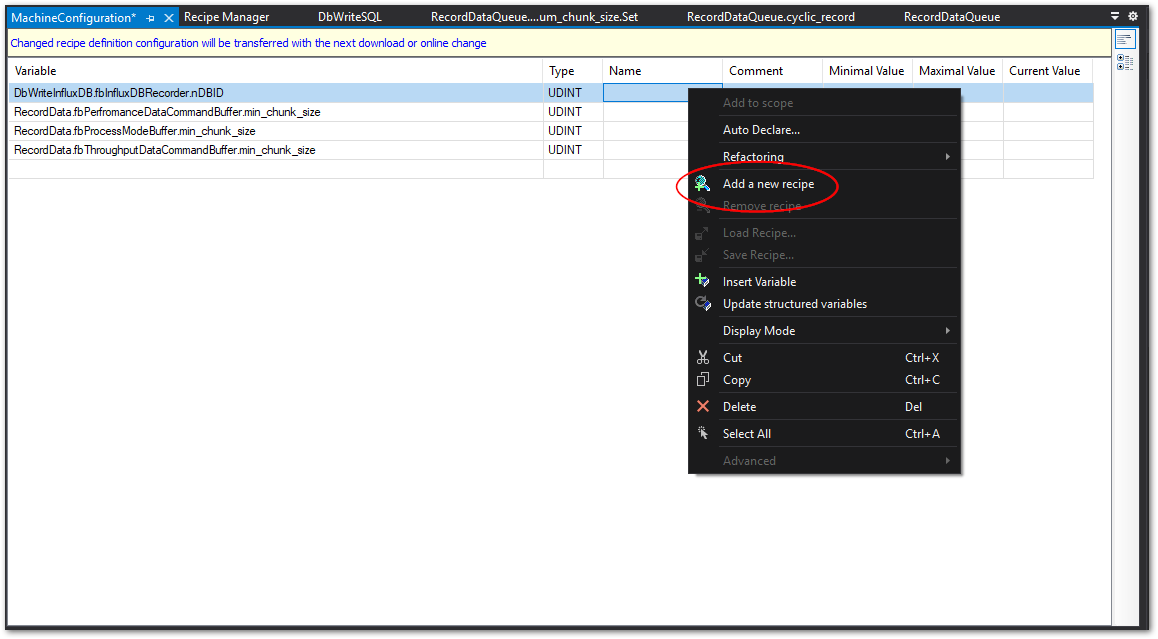 MachineConfiguration* Recipe Manager DbWriteSQL RecordDataQueue....um_chunk_size.Set RecordDataQueue.cyclic_record RecordDataQueue
Changed recipe definition configuration will be transferred with the next download or online change
Variable Type Name Comment Minimal Value Maximal Value Current Value
DbWriteInfluxDB.fbInfluxDBRecorder.nDBID UDINT
RecordData.fbPerfromanceDataCommandBuffer.min_chunk_size UDINT
RecordData.fbProcessModeBuffer.min_chunk_size UDINT
RecordData.fbThroughputDataCommandBuffer.min_chunk_size UDINT
Add to scope
Auto Declare...
Refactoring
Add a new recipe
Remove recipe
Load Recipe...
Save Recipe...
Insert Variable
Update structured variables
Display Mode
Cut Ctrl+X
Copy Ctrl+C
Delete Del
Select All Ctrl+A
Advanced